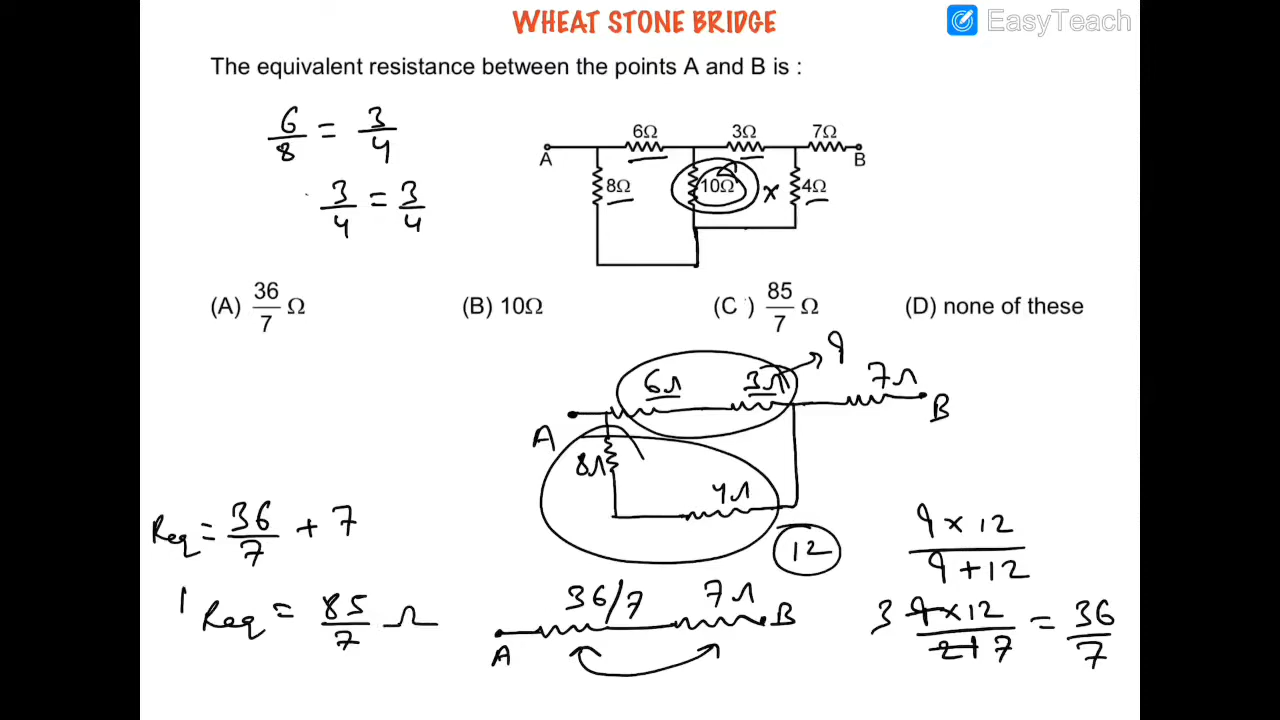 WHEAT STONE BRIDGE
EasyTeach
The equivalent resistance between the points A and B is :
6/8 = 3/4
3/4 = 3/4
6Ω 3Ω 7Ω
A B
8Ω 10Ω x 4Ω
(A) 36/7 Ω (B) 10Ω (C) 85/7 Ω (D) none of these
9
6Ω 3Ω 7Ω
A B
8Ω
4Ω
12
Req = 36/7 + 7
Req = 85/7 Ω
36/7 7Ω
A B
9 x 12 / 9 + 12
3 9 x 12 / 21 7 = 36/7